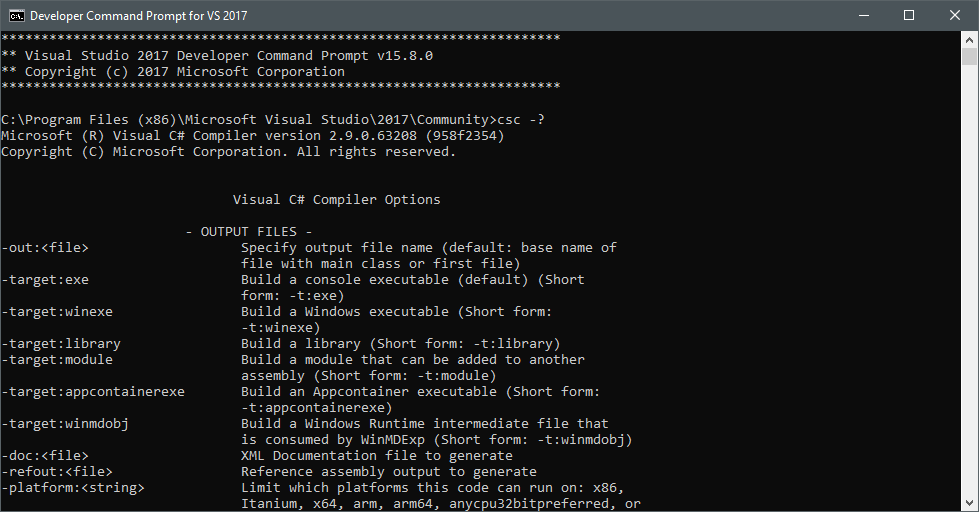 Developer Command Prompt for VS 2017
**********************************************************************
** Visual Studio 2017 Developer Command Prompt v15.8.0
** Copyright (c) 2017 Microsoft Corporation
**********************************************************************
C:\Program Files (x86)\Microsoft Visual Studio\2017\Community>csc -?
Microsoft (R) Visual C# Compiler version 2.9.0.63208 (958f2354)
Copyright (C) Microsoft Corporation. All rights reserved.
Visual C# Compiler Options
- OUTPUT FILES -
-out:<file> Specify output file name (default: base name of
file with main class or first file)
-target:exe Build a console executable (default) (Short
form: -t:exe)
-target:winexe Build a Windows executable (Short form:
-t:winexe)
-target:library Build a library (Short form: -t:library)
-target:module Build a module that can be added to another
assembly (Short form: -t:module)
-target:appcontainerexe Build an Appcontainer executable (Short form:
-t:appcontainerexe)
-target:winmdobj Build a Windows Runtime intermediate file that
is consumed by WinMDExp (Short form: -t:winmdobj)
-doc:<file> XML Documentation file to generate
-refout:<file> Reference assembly output to generate
-platform:<string> Limit which platforms this code can run on: x86,
Itanium, x64, arm, arm64, anycpu32bitpreferred, or